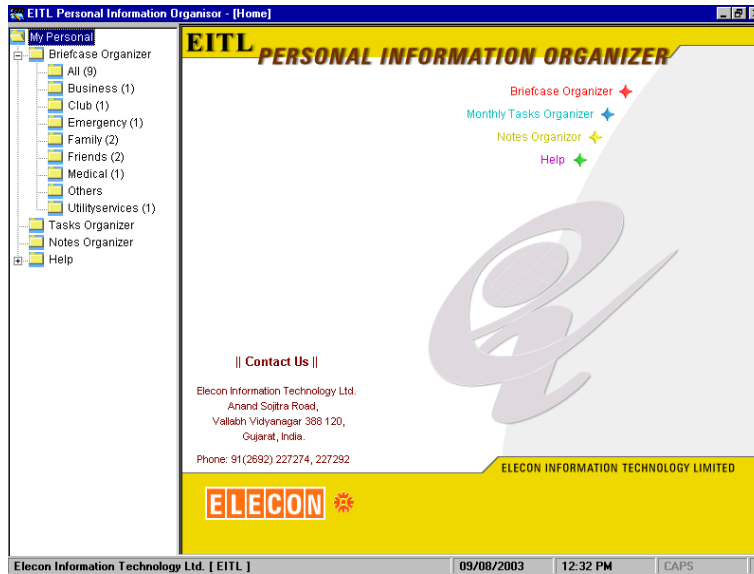 EITL Personal Information Organisor - [Home]
My Personal
Briefcase Organizer
All (9)
Business (1)
Club (1)
Emergency (1)
Family (2)
Friends (2)
Medical (1)
Others
Utilityservices (1)
Tasks Organizer
Notes Organizer
Help
EITL
PERSONAL INFORMATION ORGANIZER
Briefcase Organizer
Monthly Tasks Organizer
Notes Organizor
Help
|| Contact Us ||
Elecon Information Technology Ltd.
Anand Sojitra Road,
Vallabh Vidyanagar 388 120,
Gujarat, India.
Phone: 91(2692) 227274, 227292
ELECON INFORMATION TECHNOLOGY LIMITED
ELECON
Elecon Information Technology Ltd. [ EITL ]
09/08/2003
12:32 PM
CAPS